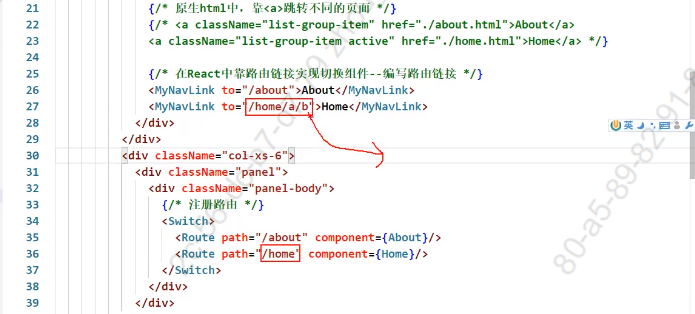 21 {/* 原生html中，靠<a>跳转不同的页面 */}
22 {/* <a className="list-group-item" href="./about.html">About</a>
23 <a className="list-group-item active" href="./home.html">Home</a> */}
24
25 {/* 在React中靠路由链接实现切换组件--编写路由链接 */}
26 <MyNavLink to="/about">About</MyNavLink>
27 <MyNavLink to="/home/a/b">Home</MyNavLink>
28 </div>
29 </div>
英
30 <div className="col-xs-6">
31 <div className="panel">
32 <div className="panel-body">
33 {/* 注册路由 */}
34 <Switch>
35 <Route path="/about" component={About}/>
36 <Route path="/home" component={Home}/>
37 </Switch>
38 </div>
39 </div>